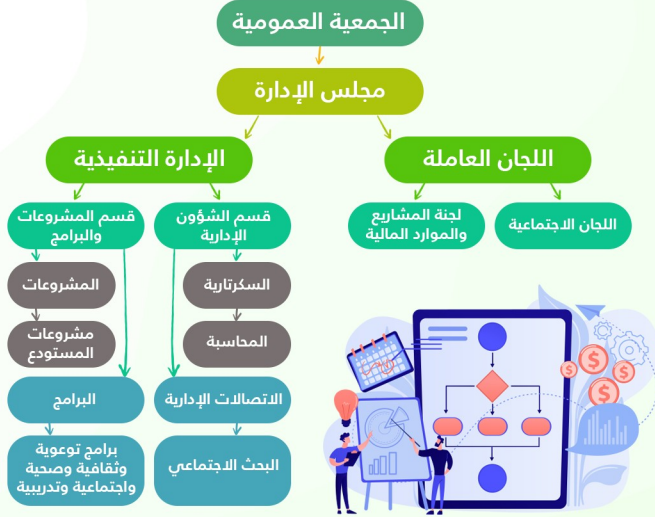 الجمعية العمومية
مجلس الإدارة
اللجان العاملة
الإدارة التنفيذية
اللجان الاجتماعية
لجنة المشاريع
والموارد المالية
قسم الشؤون
الإدارية
قسم المشروعات
والبرامج
السكرتارية
المشروعات
المحاسبة
مشروعات
المستودع
الاتصالات الإدارية
البرامج
البحث الاجتماعي
برامج توعوية
وثقافية وصحية
واجتماعية وتدريبية